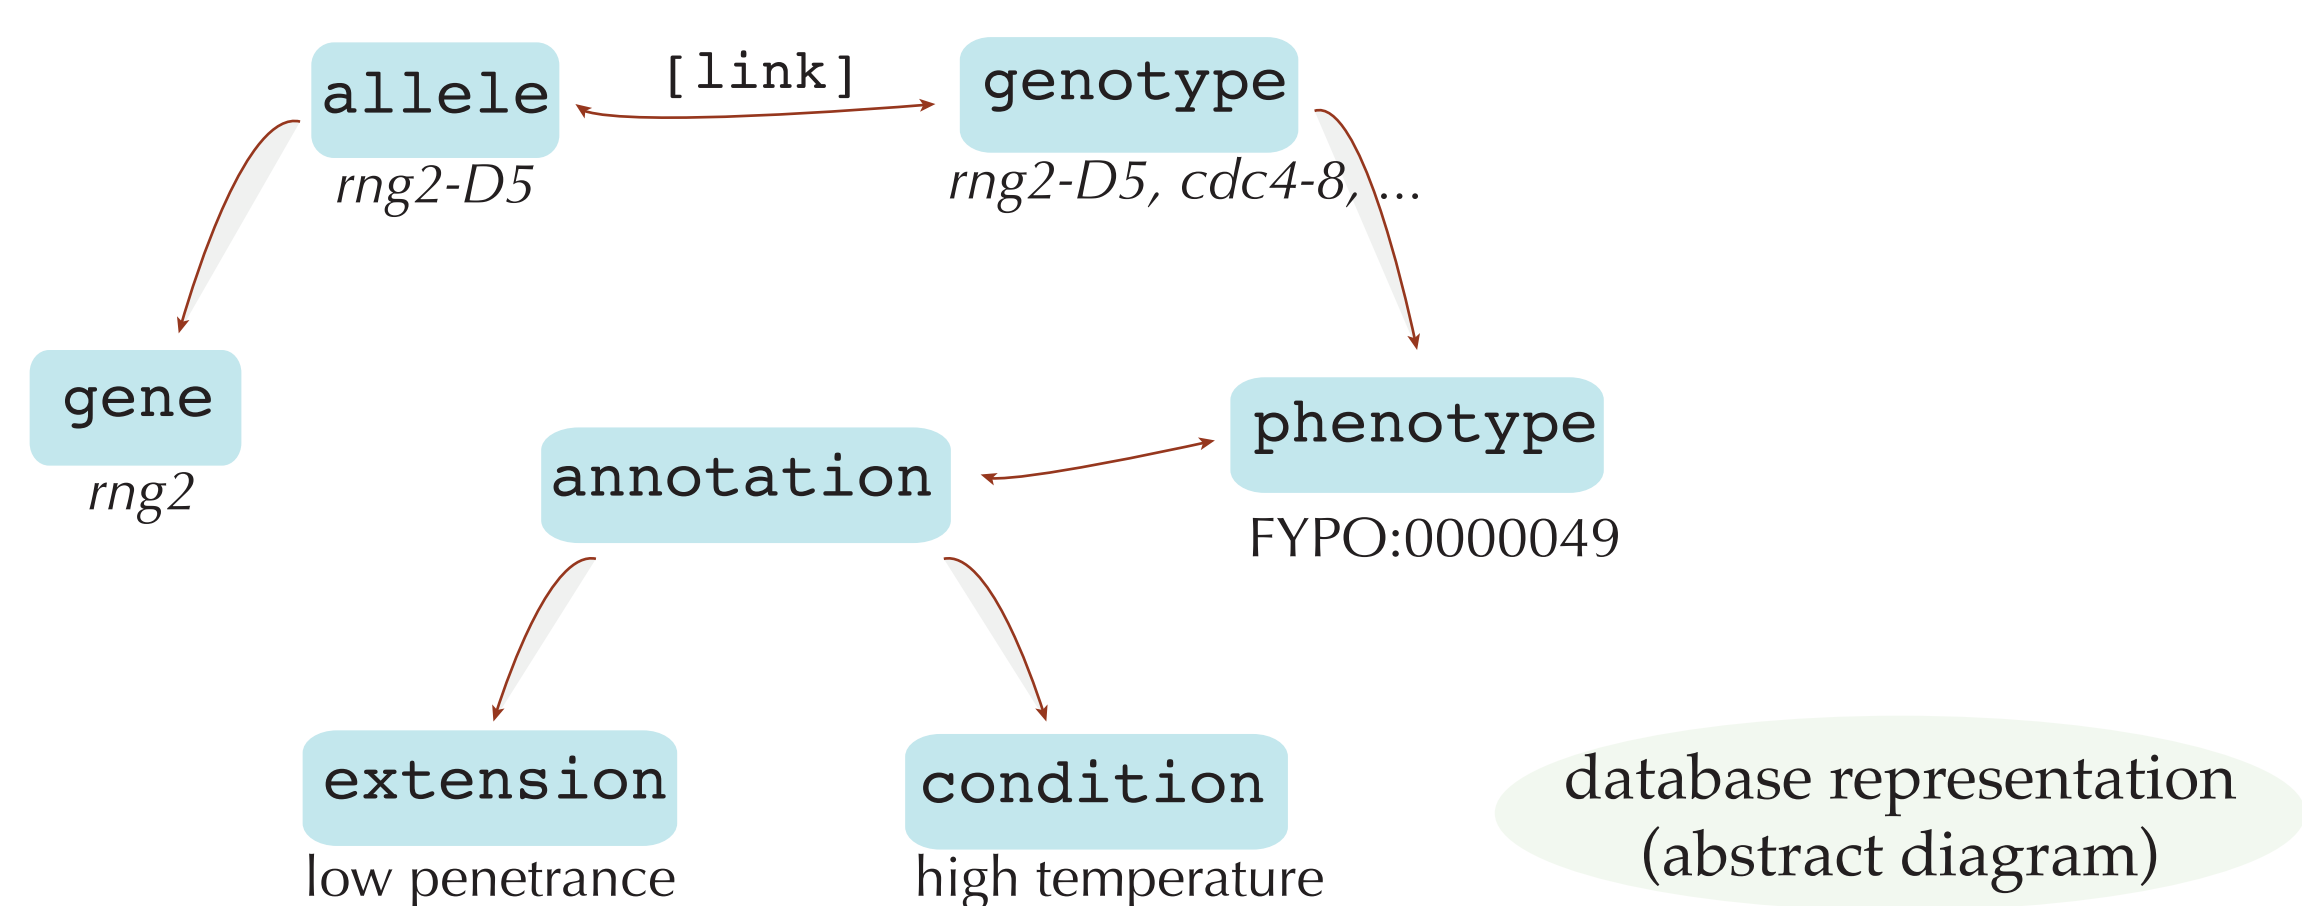 allele
[link]
genotype
rng2-D5
rng2-D5, cdc4-8, ...
gene
rng2
annotation
phenotype
FYPO:0000049
extension
low penetrance
condition
high temperature
database representation
(abstract diagram)